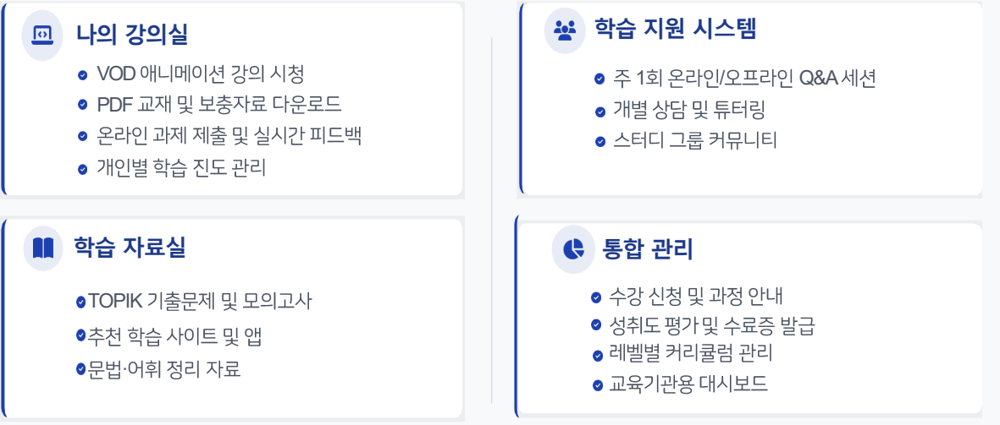 나의 강의실
VOD 애니메이션 강의 시청
PDF 교재 및 보충자료 다운로드
온라인 과제 제출 및 실시간 피드백
개인별 학습 진도 관리
학습 지원 시스템
주 1회 온라인/오프라인 Q&A 세션
개별 상담 및 튜터링
스터디 그룹 커뮤니티
학습 자료실
TOPIK 기출문제 및 모의고사
추천 학습 사이트 및 앱
문법·어휘 정리 자료
통합 관리
수강 신청 및 과정 안내
성취도 평가 및 수료증 발급
레벨별 커리큘럼 관리
교육기관용 대시보드